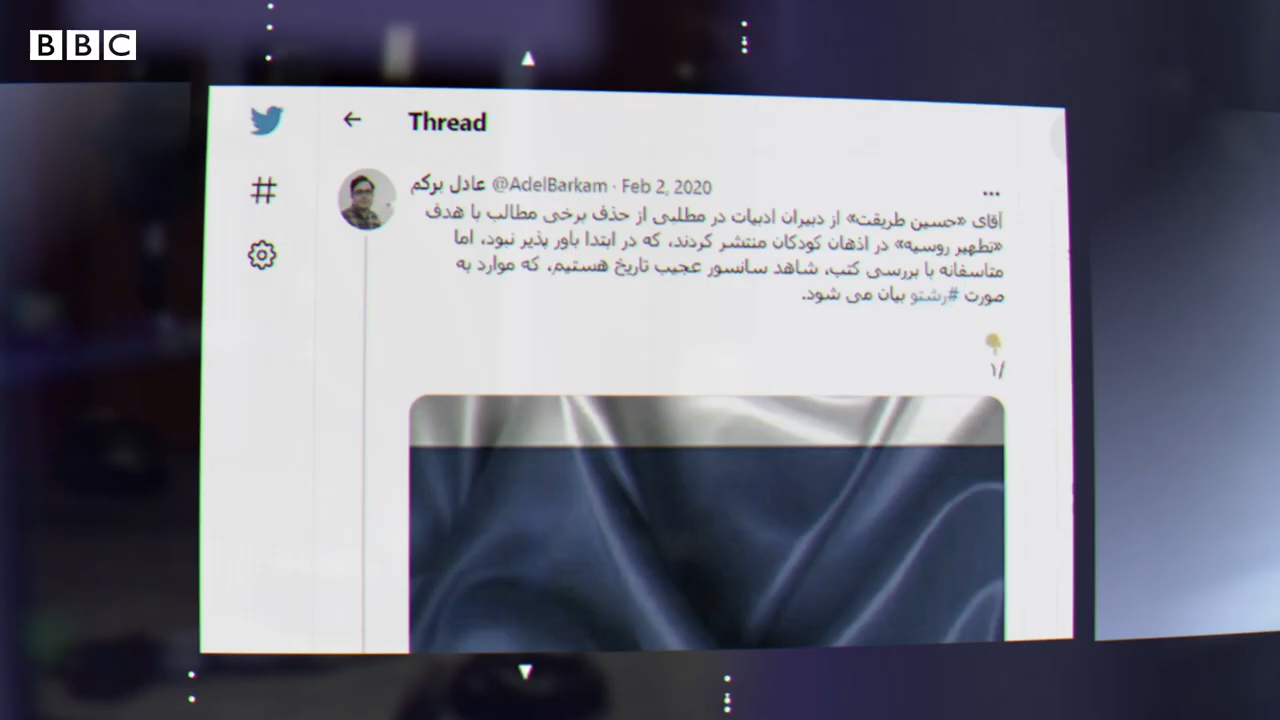 BBC
Thread
عادل برکم @AdelBarkam · Feb 2, 2020
آقای «حسین طریقت» از دبیران ادبیات در مطلبی از حذف برخی مطالب با هدف
«تطهیر روسیه» در اذهان کودکان منتشر کردند، که در ابتدا باور پذیر نبود، اما
متاسفانه با بررسی کتب، شاهد سانسور عجیب تاریخ هستیم، که موارد به
صورت #رشتو بیان می شود.
۱/